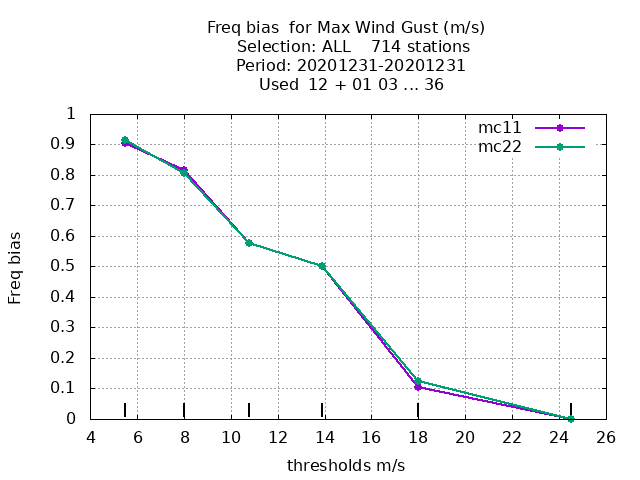 Freq bias  for Max Wind Gust (m/s)
Selection: ALL    714 stations
Period: 20201231-20201231
Used 12 + 01 03 ... 36
mc11
mc22
1
0.9
0.8
0.7
0.6
0.5
0.4
0.3
0.2
0.1
0
Freq bias
4 6 8 10 12 14 16 18 20 22 24 26
thresholds m/s